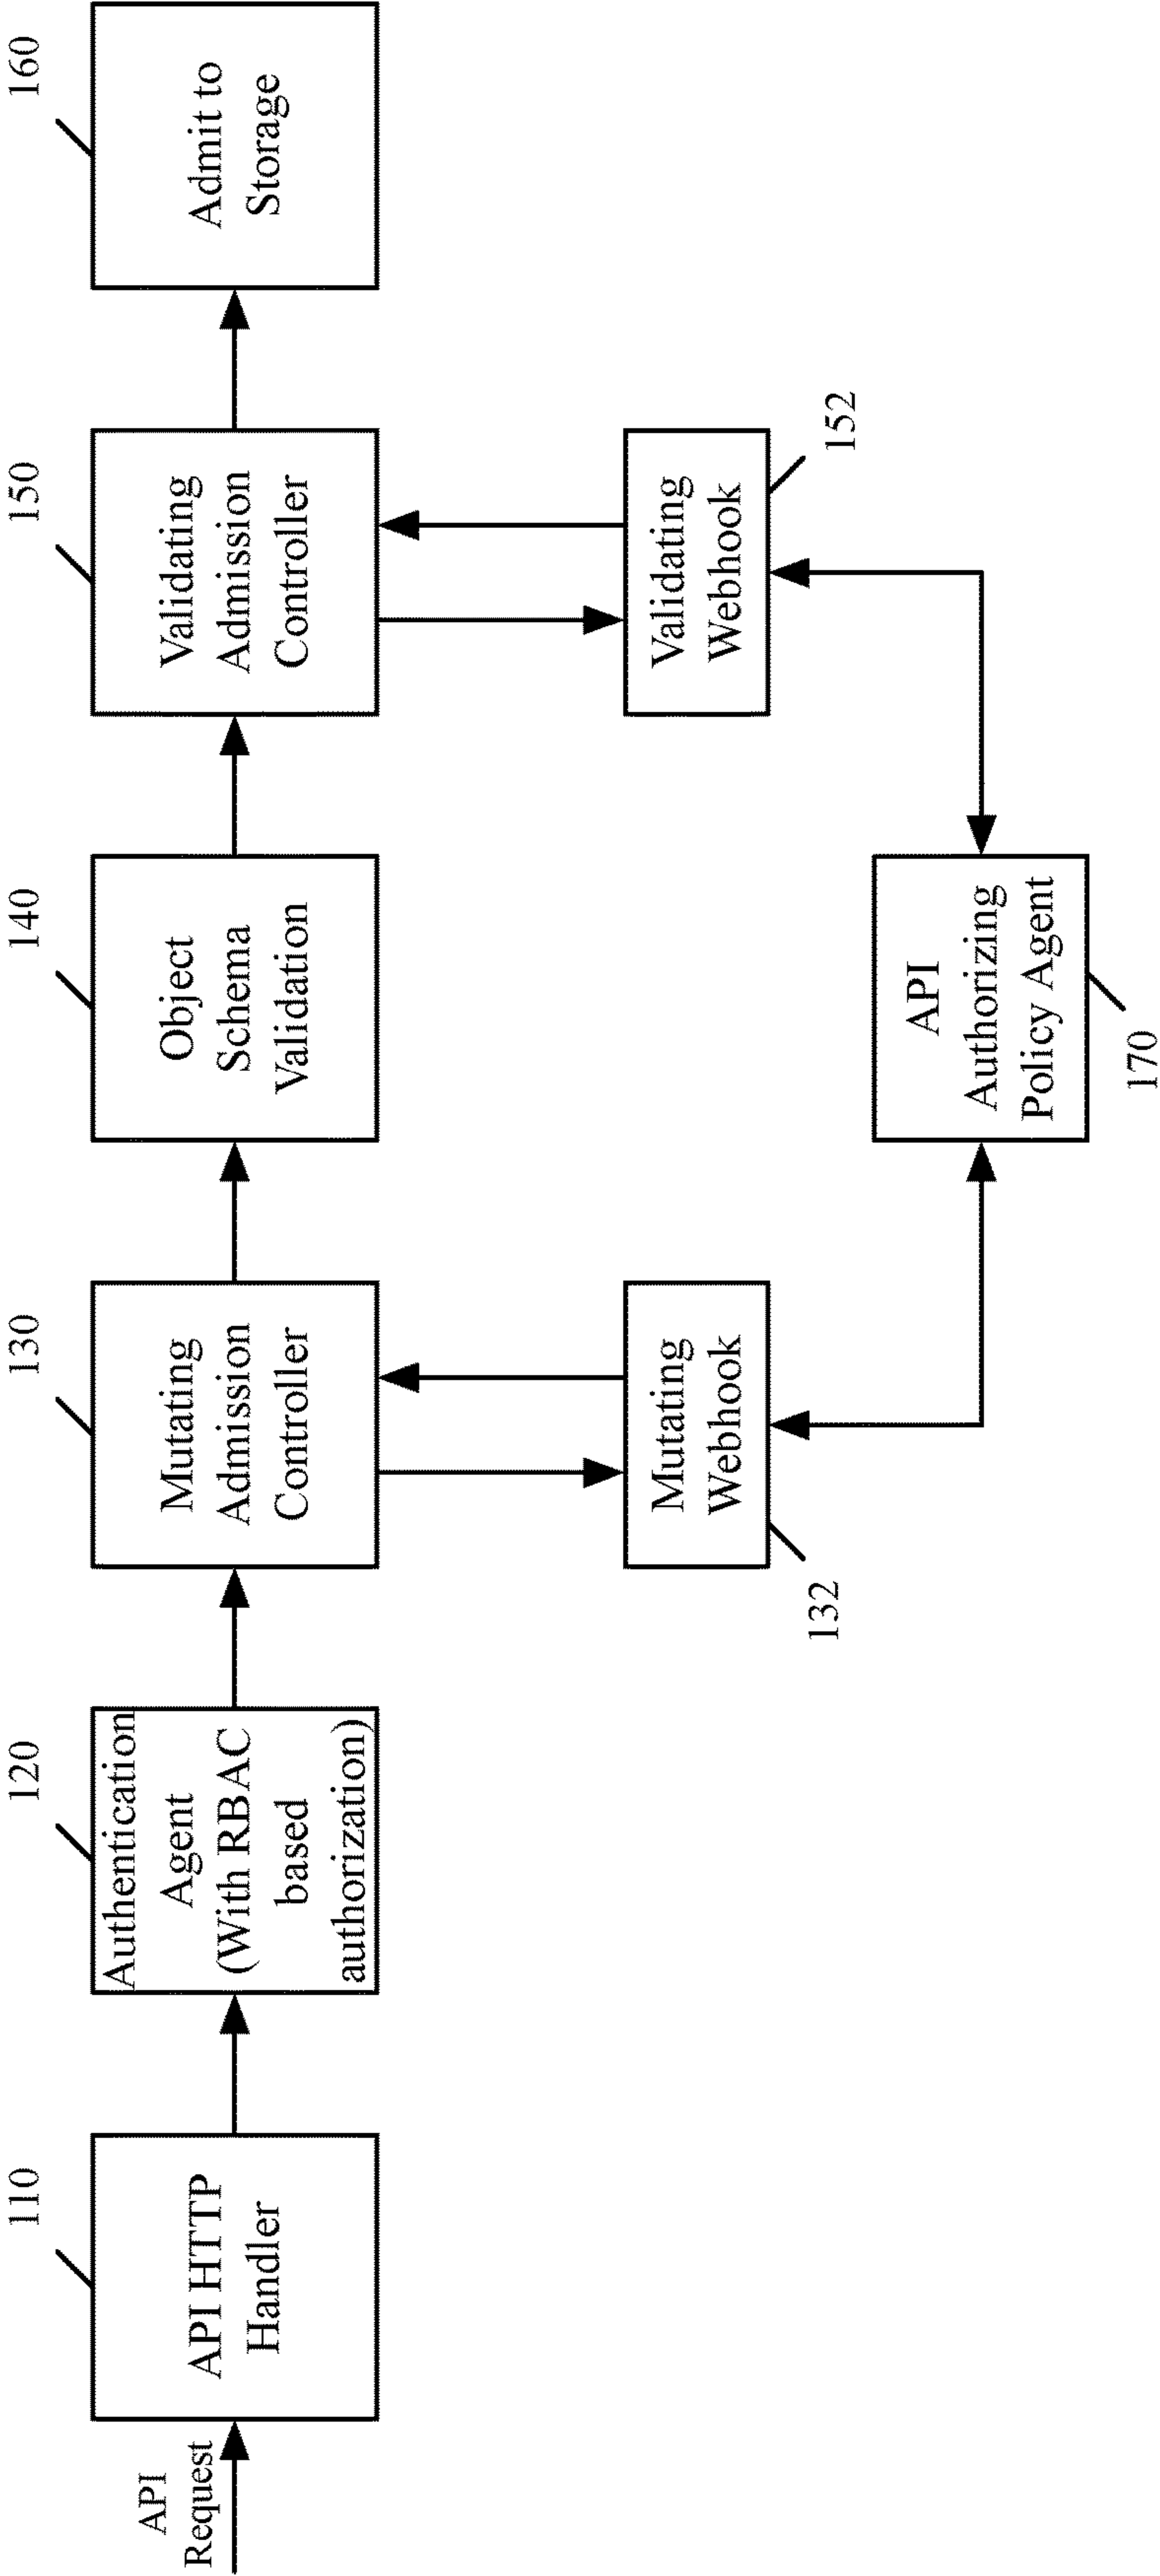 110
120
130
140
150
160
API
Request
API HTTP
Handler
Authentication
Agent
(With RBAC
based
authorization)
Mutating
Admission
Controller
Object
Schema
Validation
Validating
Admission
Controller
Admit to
Storage
Mutating
Webhook
132
Validating
Webhook
152
API
Authorizing
Policy Agent
170